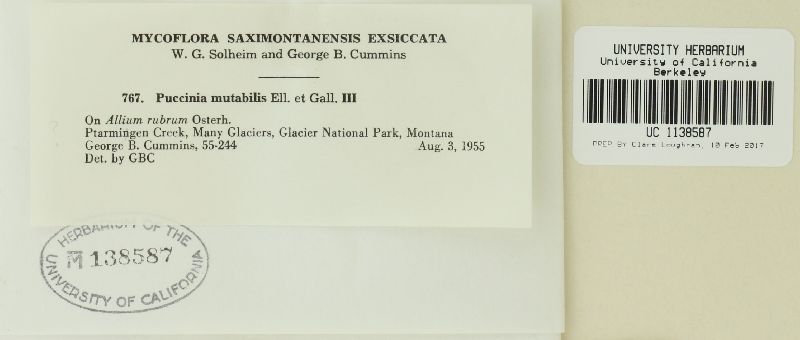 MYCOFLORA SAXIMONTANENSIS EXSICCATA
W. G. Solheim and George B. Cummins
767. Puccinia mutabilis Ell. et Gall. III
On Allium rubrum Osterh.
Ptarmingen Creek, Many Glaciers, Glacier National Park, Montana
George B. Cummins, 55-244 Aug. 3, 1955
Det. by GBC
HERBARIUM OF THE
M 138587
UNIVERSITY OF CALIFORNIA
UNIVERSITY HERBARIUM
University of California
Berkeley
UC 1138587
PREP By Clare Loughran, 10 Feb 2017